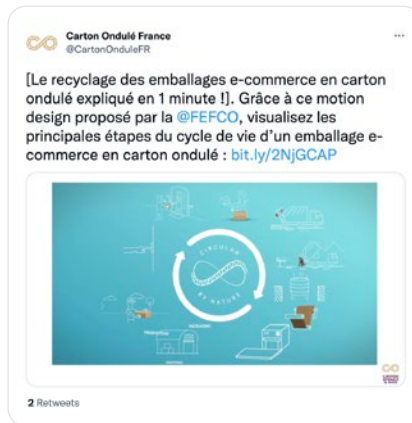 Carton Ondulé France
@CartonOnduleFR
[Le recyclage des emballages e-commerce en carton
ondulé expliqué en 1 minute !]. Grâce à ce motion
design proposé par la @FEFCO, visualisez les
principales étapes du cycle de vie d'un emballage e-
commerce en carton ondulé : bit.ly/2NjGCAP
CIRCULAR
BY NATURE
2 Retweets